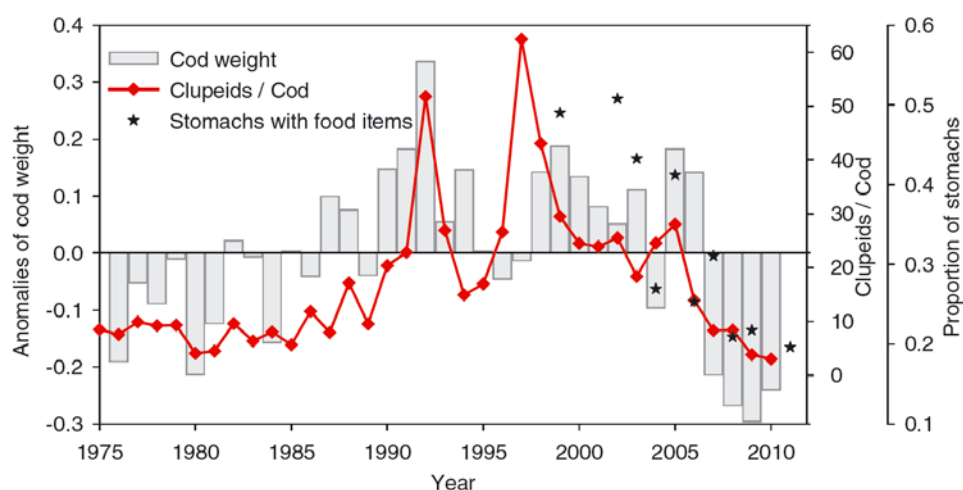 Cod weight
Clupeids / Cod
Stomachs with food items
Anomalies of cod weight
0.4
0.3
0.2
0.1
0.0
-0.1
-0.2
-0.3
1975 1980 1985 1990 1995 2000 2005 2010
Year
60
50
40
30
20
10
0
Clupeids / Cod
0.6
0.5
0.4
0.3
0.2
0.1
Proportion of stomachs